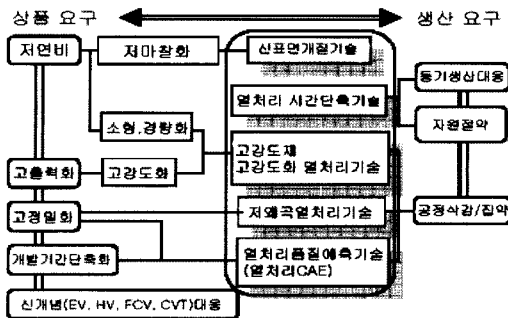 상품 요구
생산 요구
저연비
저마찰화
신표면개질기술
동기생산대응
열처리 시간단축기술
자원절약
소형,경량화
고강도재
고강도화 열처리기술
고출력화
고강도화
고정밀화
저왜곡열처리기술
공정삭감/집약
개발기간단축화
열처리품질예측기술
(열처리CAE)
신개념(EV, HV, FCV, CVT)대응